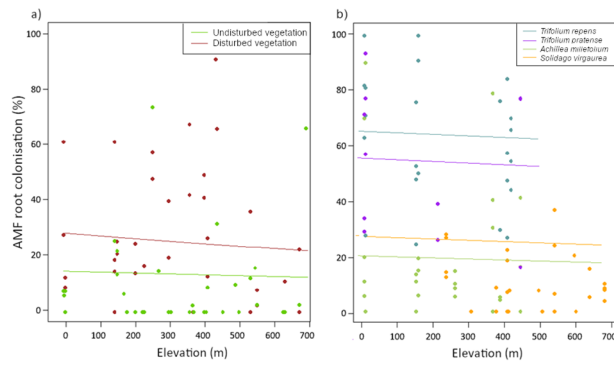 a)
Undisturbed vegetation
Disturbed vegetation
AMF root colonisation (%)
100
80
60
40
20
0
0 100 200 300 400 500 600 700
Elevation (m)
b)
Trifolium repens
Trifolium pratense
Achillea millefolium
Solidago virgaurea
100
80
60
40
20
0
0 100 200 300 400 500 600 700
Elevation (m)